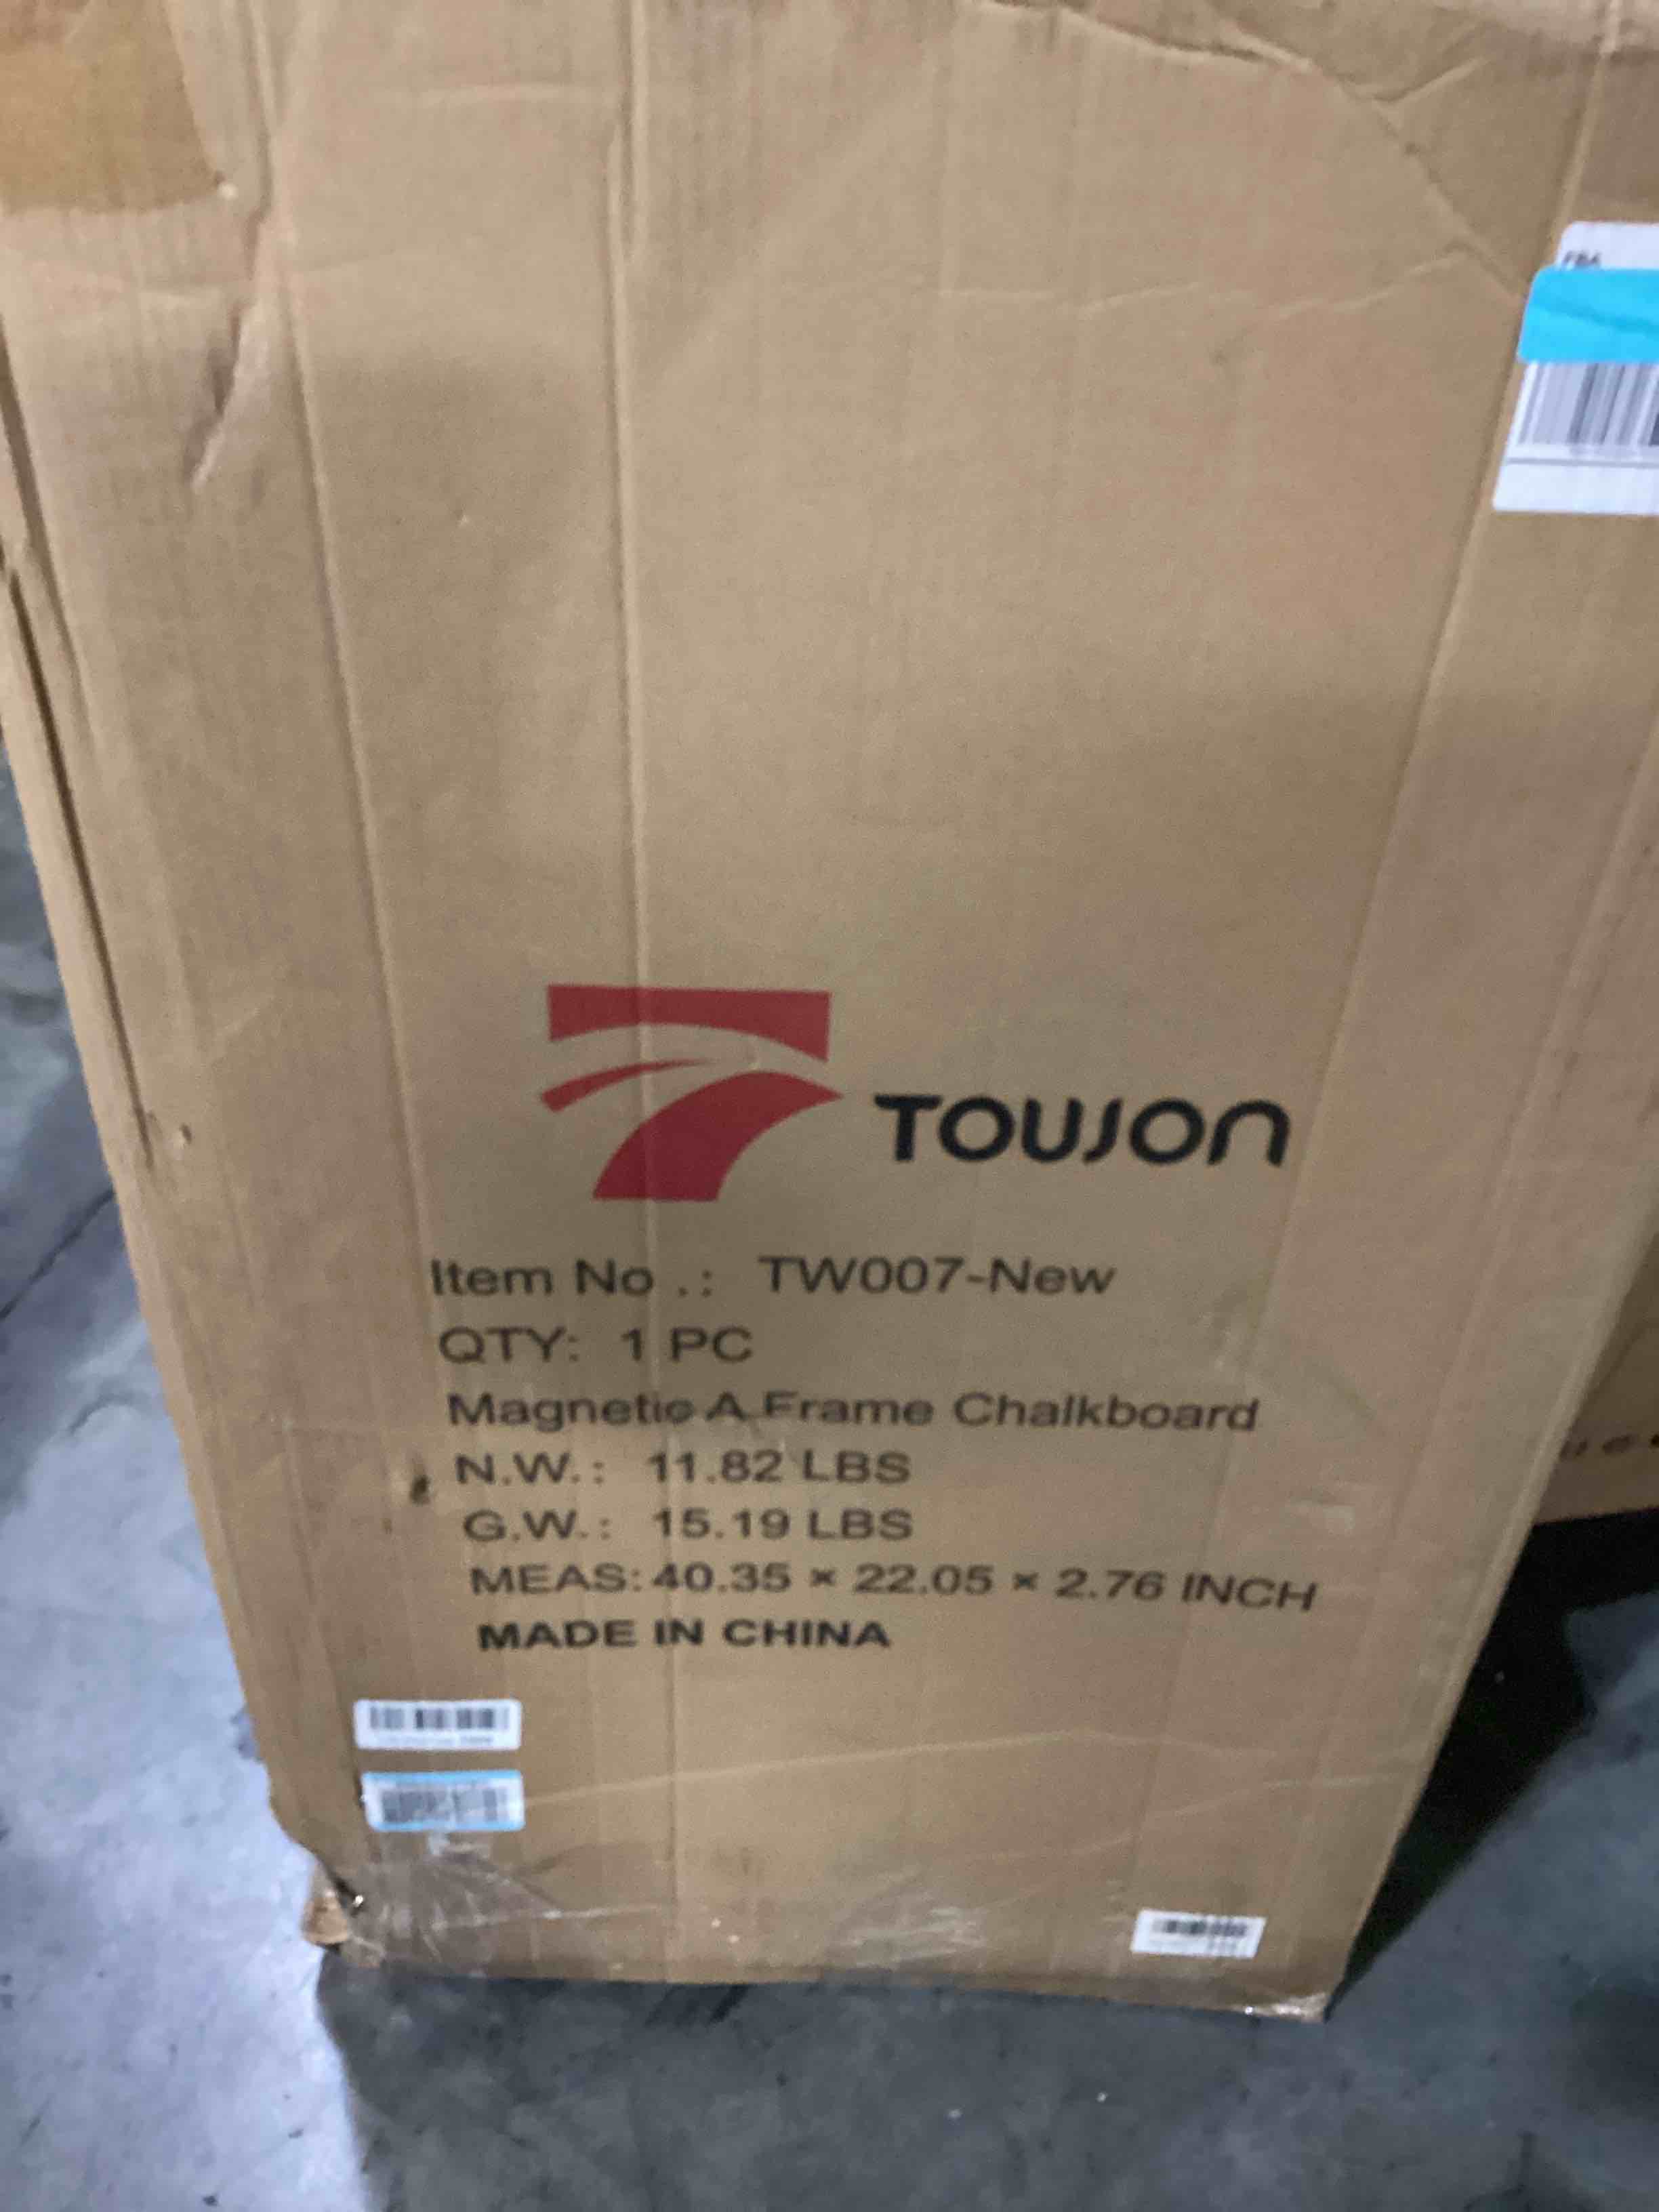 FBA
TOUJON
Item No.: TW007-New
QTY: 1 PC
Magnetic A Frame Chalkboard
N.W.: 11.82 LBS
G.W.: 15.19 LBS
MEAS: 40.35 × 22.05 × 2.76 INCH
MADE IN CHINA